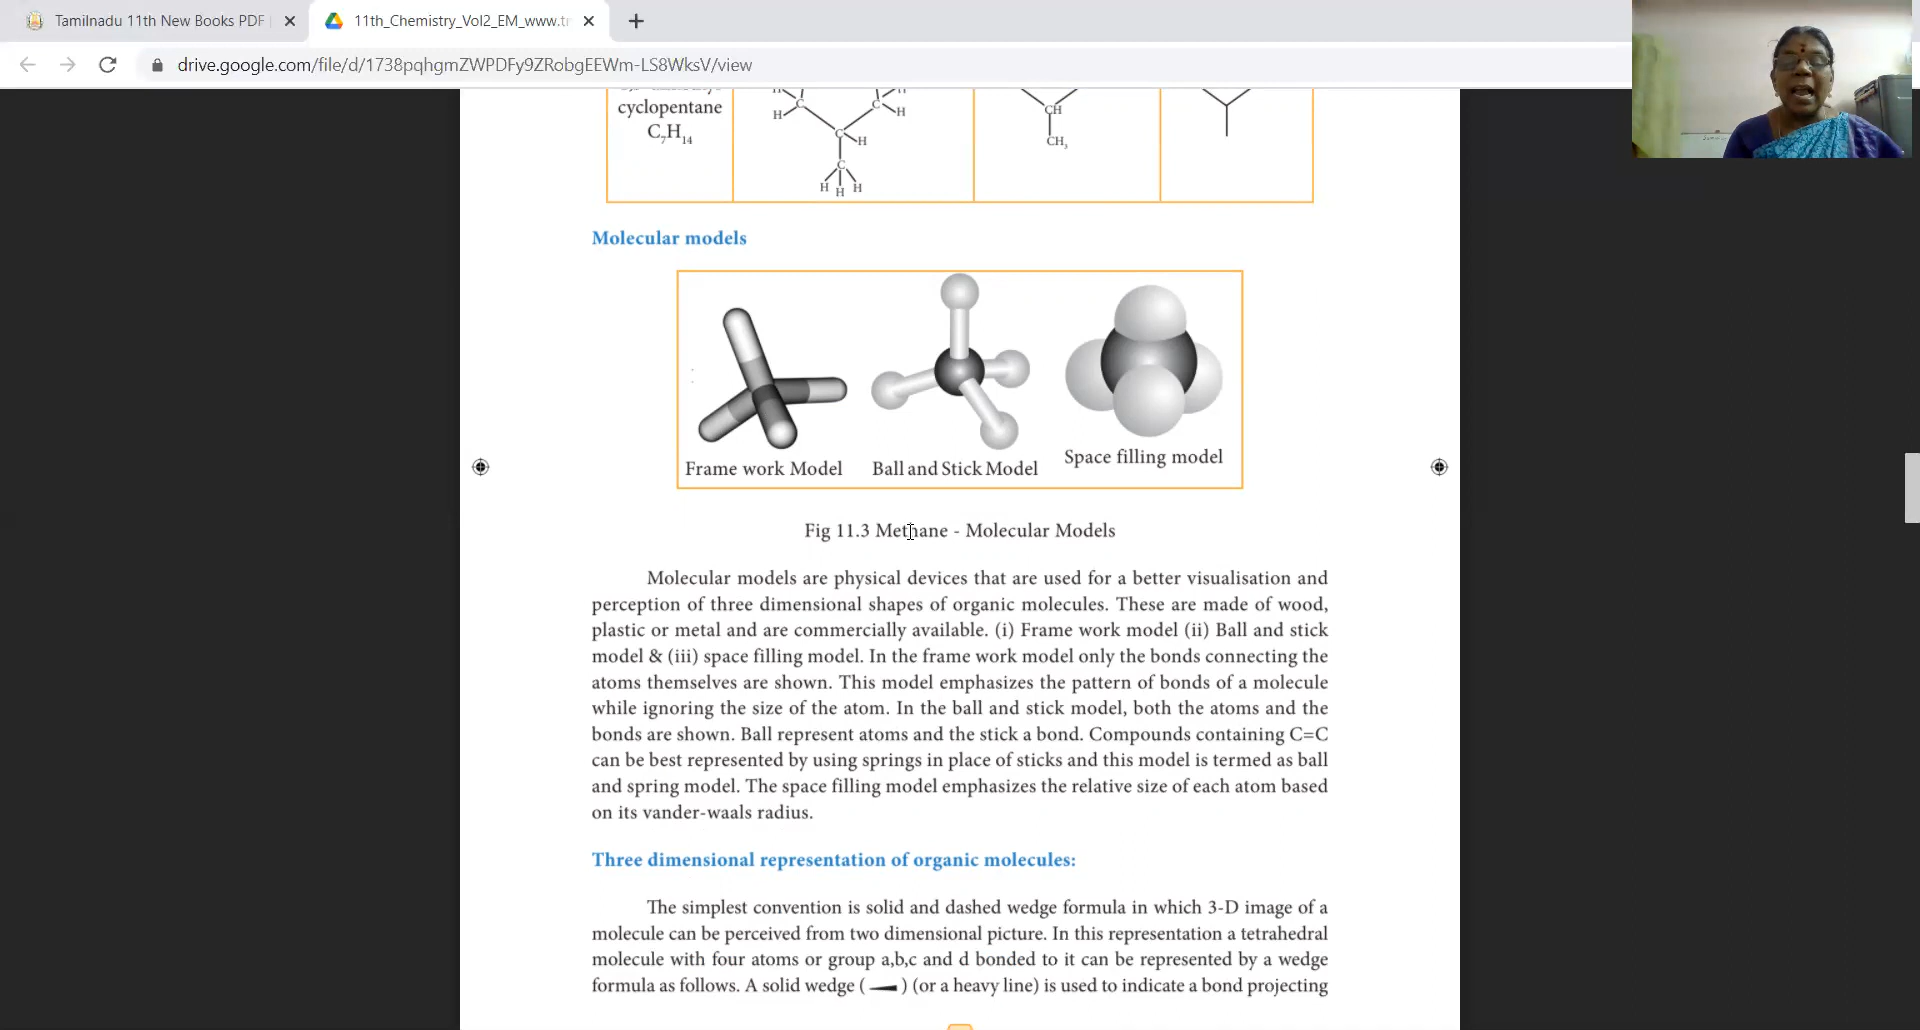 Tamilnadu 11th New Books PDF
11th_Chemistry_Vol2_EM_www.tr
drive.google.com/file/d/1738pqhgmZWPDFy9ZRobgEEWm-LS8WksV/view
cyclopentane
C7H14
H C C H
C H
C
H H H
CH
CH3
Molecular models
Frame work Model
Ball and Stick Model
Space filling model
Fig 11.3 Methane - Molecular Models
Molecular models are physical devices that are used for a better visualisation and
perception of three dimensional shapes of organic molecules. These are made of wood,
plastic or metal and are commercially available. (i) Frame work model (ii) Ball and stick
model & (iii) space filling model. In the frame work model only the bonds connecting the
atoms themselves are shown. This model emphasizes the pattern of bonds of a molecule
while ignoring the size of the atom. In the ball and stick model, both the atoms and the
bonds are shown. Ball represent atoms and the stick a bond. Compounds containing C=C
can be best represented by using springs in place of sticks and this model is termed as ball
and spring model. The space filling model emphasizes the relative size of each atom based
on its vander-waals radius.
Three dimensional representation of organic molecules:
The simplest convention is solid and dashed wedge formula in which 3-D image of a
molecule can be perceived from two dimensional picture. In this representation a tetrahedral
molecule with four atoms or group a,b,c and d bonded to it can be represented by a wedge
formula as follows. A solid wedge ( ) (or a heavy line) is used to indicate a bond projecting